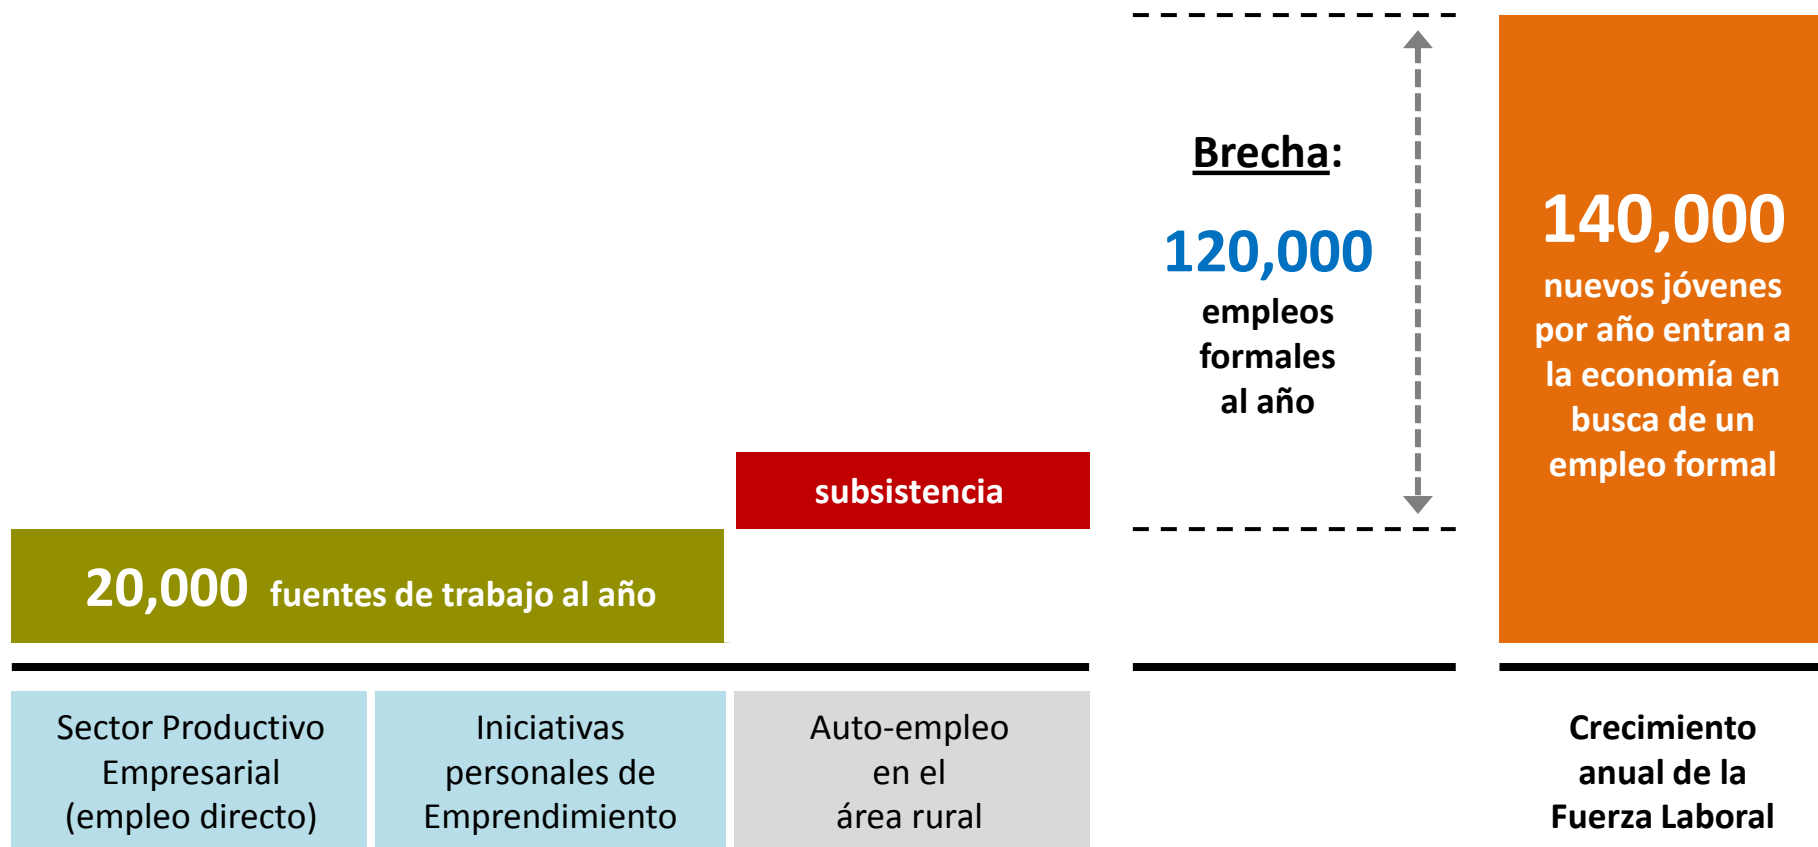 Brecha:
120,000
empleos
formales
al año
140,000
nuevos jóvenes
por año entran a
la economía en
busca de un
empleo formal
subsistencia
20,000 fuentes de trabajo al año
Sector Productivo
Empresarial
(empleo directo)
Iniciativas
personales de
Emprendimiento
Auto-empleo
en el
área rural
Crecimiento
anual de la
Fuerza Laboral